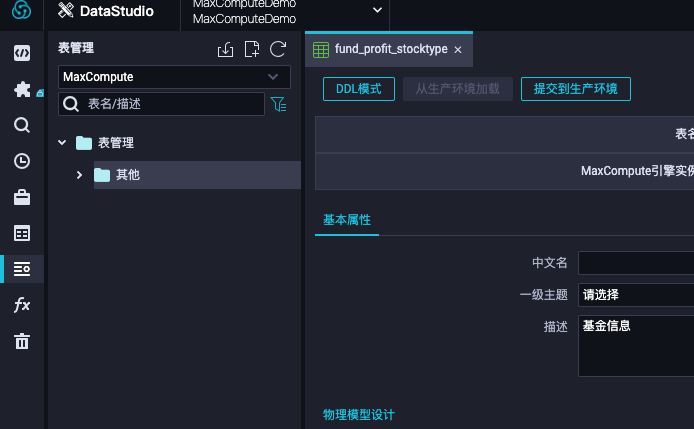 DataStudio
MaxComputeDemo
MaxComputeDemo
表管理
MaxCompute
表名/描述
表管理
其他
fx
fund_profit_stocktype ×
DDL模式 从生产环境加载 提交到生产环境
表名
MaxCompute引擎实例
基本属性
中文名
一级主题 请选择
描述 基金信息
物理模型设计